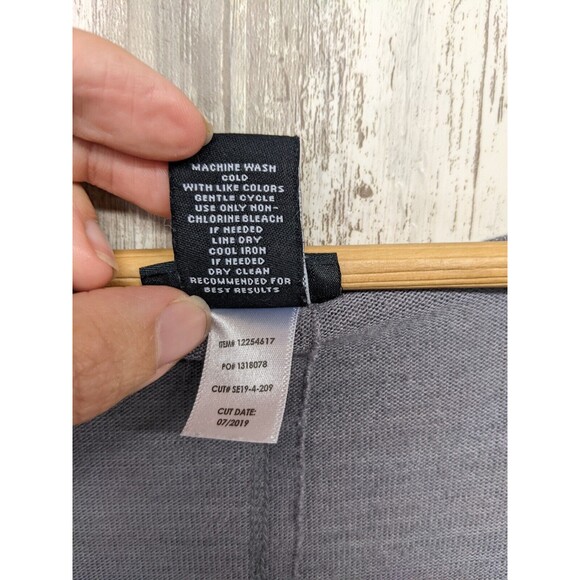 MACHINE WASH
COLD
WITH LIKE COLORS
GENTLE CYCLE
USE ONLY NON-
CHLORINE BLEACH
IF NEEDED
LINE DRY
COOL IRON
IF NEEDED
DRY CLEAN
RECOMMENDED FOR
BEST RESULTS
ITEM# 12254617
PO# 1318078
CUT# SE19-4-209
CUT DATE:
07/2019